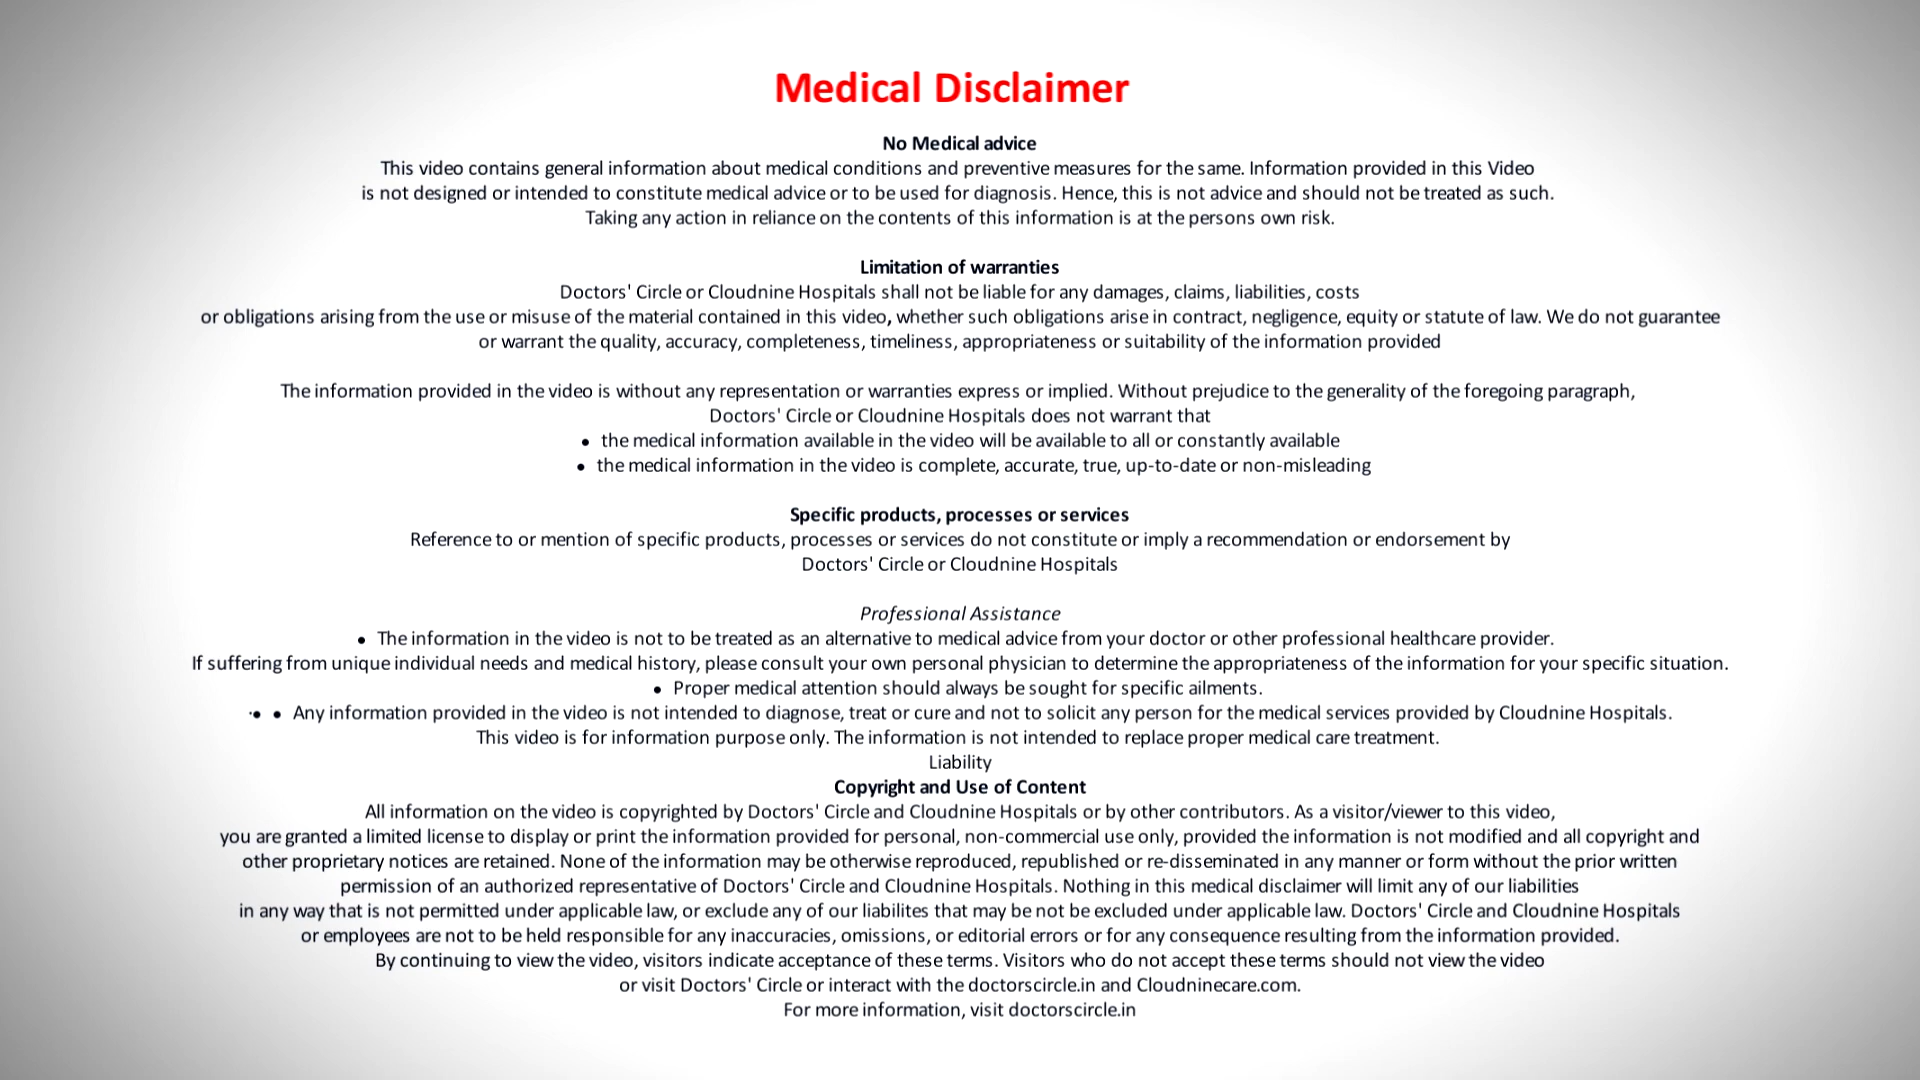 Medical Disclaimer
No Medical advice
This video contains general information about medical conditions and preventive measures for the same. Information provided in this Video
is not designed or intended to constitute medical advice or to be used for diagnosis. Hence, this is not advice and should not be treated as such.
Taking any action in reliance on the contents of this information is at the persons own risk.
Limitation of warranties
Doctors' Circle or Cloudnine Hospitals shall not be liable for any damages, claims, liabilities, costs
or obligations arising from the use or misuse of the material contained in this video, whether such obligations arise in contract, negligence, equity or statute of law. We do not guarantee
or warrant the quality, accuracy, completeness, timeliness, appropriateness or suitability of the information provided
The information provided in the video is without any representation or warranties express or implied. Without prejudice to the generality of the foregoing paragraph,
Doctors' Circle or Cloudnine Hospitals does not warrant that
• the medical information available in the video will be available to all or constantly available
• the medical information in the video is complete, accurate, true, up-to-date or non-misleading
Specific products, processes or services
Reference to or mention of specific products, processes or services do not constitute or imply a recommendation or endorsement by
Doctors' Circle or Cloudnine Hospitals
Professional Assistance
• The information in the video is not to be treated as an alternative to medical advice from your doctor or other professional healthcare provider.
If suffering from unique individual needs and medical history, please consult your own personal physician to determine the appropriateness of the information for your specific situation.
• Proper medical attention should always be sought for specific ailments.
·• • Any information provided in the video is not intended to diagnose, treat or cure and not to solicit any person for the medical services provided by Cloudnine Hospitals.
This video is for information purpose only. The information is not intended to replace proper medical care treatment.
Liability
Copyright and Use of Content
All information on the video is copyrighted by Doctors' Circle and Cloudnine Hospitals or by other contributors. As a visitor/viewer to this video,
you are granted a limited license to display or print the information provided for personal, non-commercial use only, provided the information is not modified and all copyright and
other proprietary notices are retained. None of the information may be otherwise reproduced, republished or re-disseminated in any manner or form without the prior written
permission of an authorized representative of Doctors' Circle and Cloudnine Hospitals. Nothing in this medical disclaimer will limit any of our liabilities
in any way that is not permitted under applicable law, or exclude any of our liabilites that may be not be excluded under applicable law. Doctors' Circle and Cloudnine Hospitals
or employees are not to be held responsible for any inaccuracies, omissions, or editorial errors or for any consequence resulting from the information provided.
By continuing to view the video, visitors indicate acceptance of these terms. Visitors who do not accept these terms should not view the video
or visit Doctors' Circle or interact with the doctorscircle.in and Cloudninecare.com.
For more information, visit doctorscircle.in